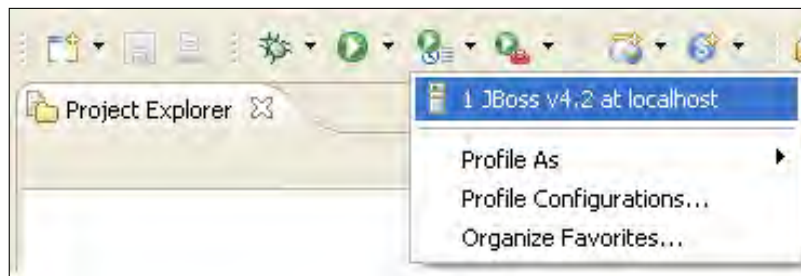 Project Explorer
1 JBoss v4.2 at localhost
Profile As
Profile Configurations...
Organize Favorites...